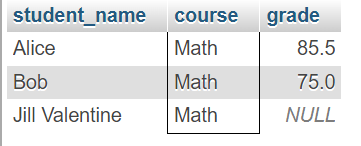 student_name course grade
Alice Math 85.5
Bob Math 75.0
Jill Valentine Math NULL